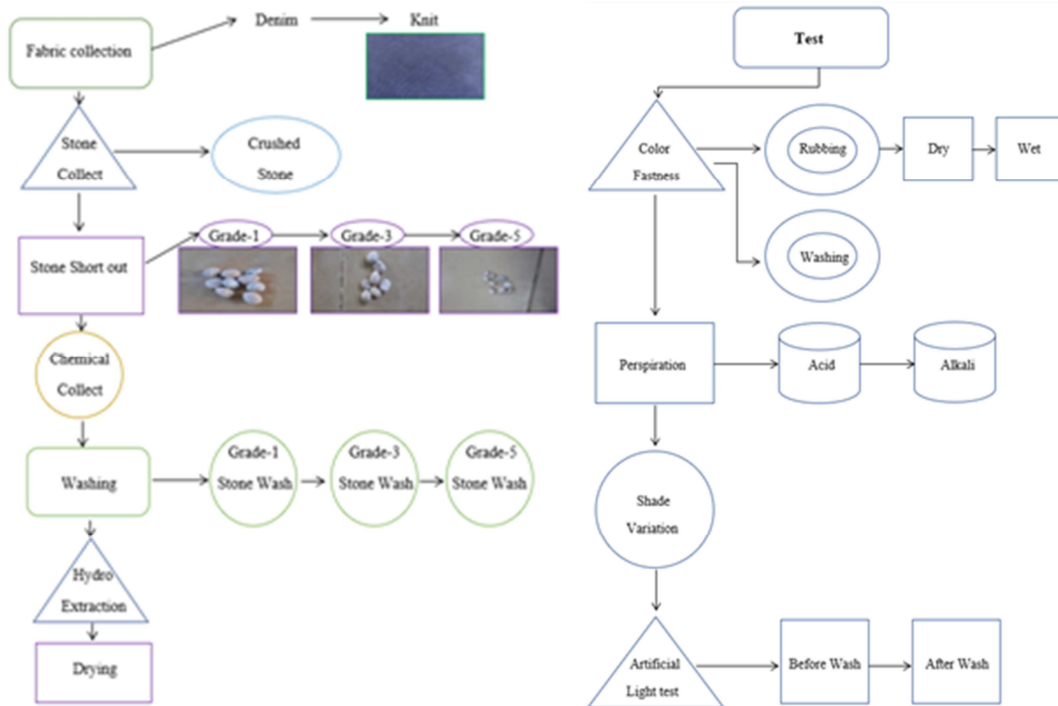 Fabric collection
Denim
Knit
Stone
Collect
Crushed
Stone
Stone Short out
Grade-1
Grade-3
Grade-5
Chemical
Collect
Washing
Grade-1
Stone Wash
Grade-3
Stone Wash
Grade-5
Stone Wash
Hydro
Extraction
Drying
Test
Color
Fastness
Rubbing
Dry
Wet
Washing
Perspiration
Acid
Alkali
Shade
Variation
Artificial
Light test
Before Wash
After Wash